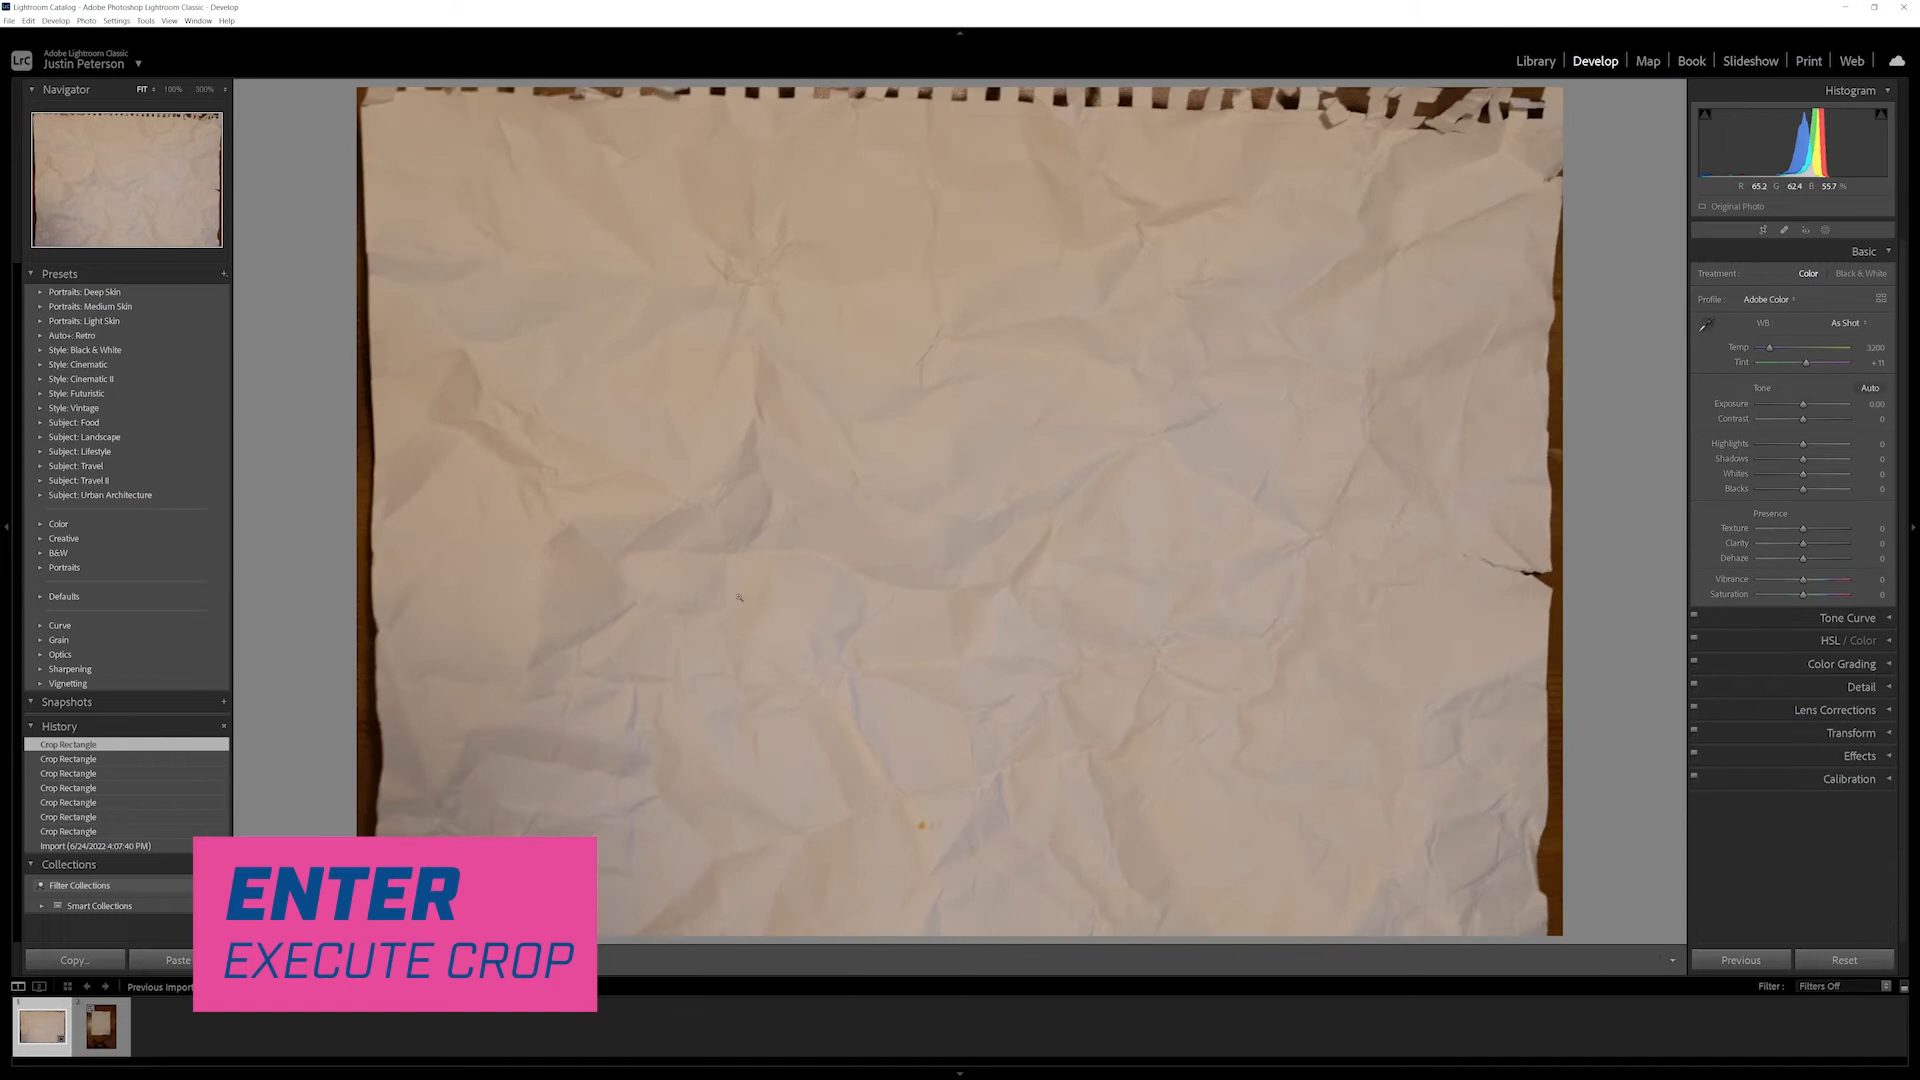 Lightroom Catalog - Adobe Photoshop Lightroom Classic - Develop
File Edit Develop Photo Settings Tools View Window Help
LrC
Adobe Lightroom Classic
Justin Peterson
Library | Develop | Map | Book | Slideshow | Print | Web
Navigator FIT 100% 300%
Presets
Portraits: Deep Skin
Portraits: Medium Skin
Portraits: Light Skin
Auto+: Retro
Style: Black & White
Style: Cinematic
Style: Cinematic II
Style: Futuristic
Style: Vintage
Subject: Food
Subject: Landscape
Subject: Lifestyle
Subject: Travel
Subject: Travel II
Subject: Urban Architecture
Color
Creative
B&W
Portraits
Defaults
Curve
Grain
Optics
Sharpening
Vignetting
Snapshots
History
Crop Rectangle
Crop Rectangle
Crop Rectangle
Crop Rectangle
Crop Rectangle
Crop Rectangle
Crop Rectangle
Import (6/24/2022 4:07:40 PM)
Collections
Filter Collections
Smart Collections
Copy... Paste
ENTER
EXECUTE CROP
Histogram
R 65.2 G 62.4 B 55.7 %
Original Photo
Basic
Treatment : Color Black & White
Profile : Adobe Color
WB : As Shot
Temp 3200
Tint + 11
Tone Auto
Exposure 0.00
Contrast 0
Highlights 0
Shadows 0
Whites 0
Blacks 0
Presence
Texture 0
Clarity 0
Dehaze 0
Vibrance 0
Saturation 0
Tone Curve
HSL / Color
Color Grading
Detail
Lens Corrections
Transform
Effects
Calibration
Previous Reset
1 2 Previous Import
Filter : Filters Off
1
2